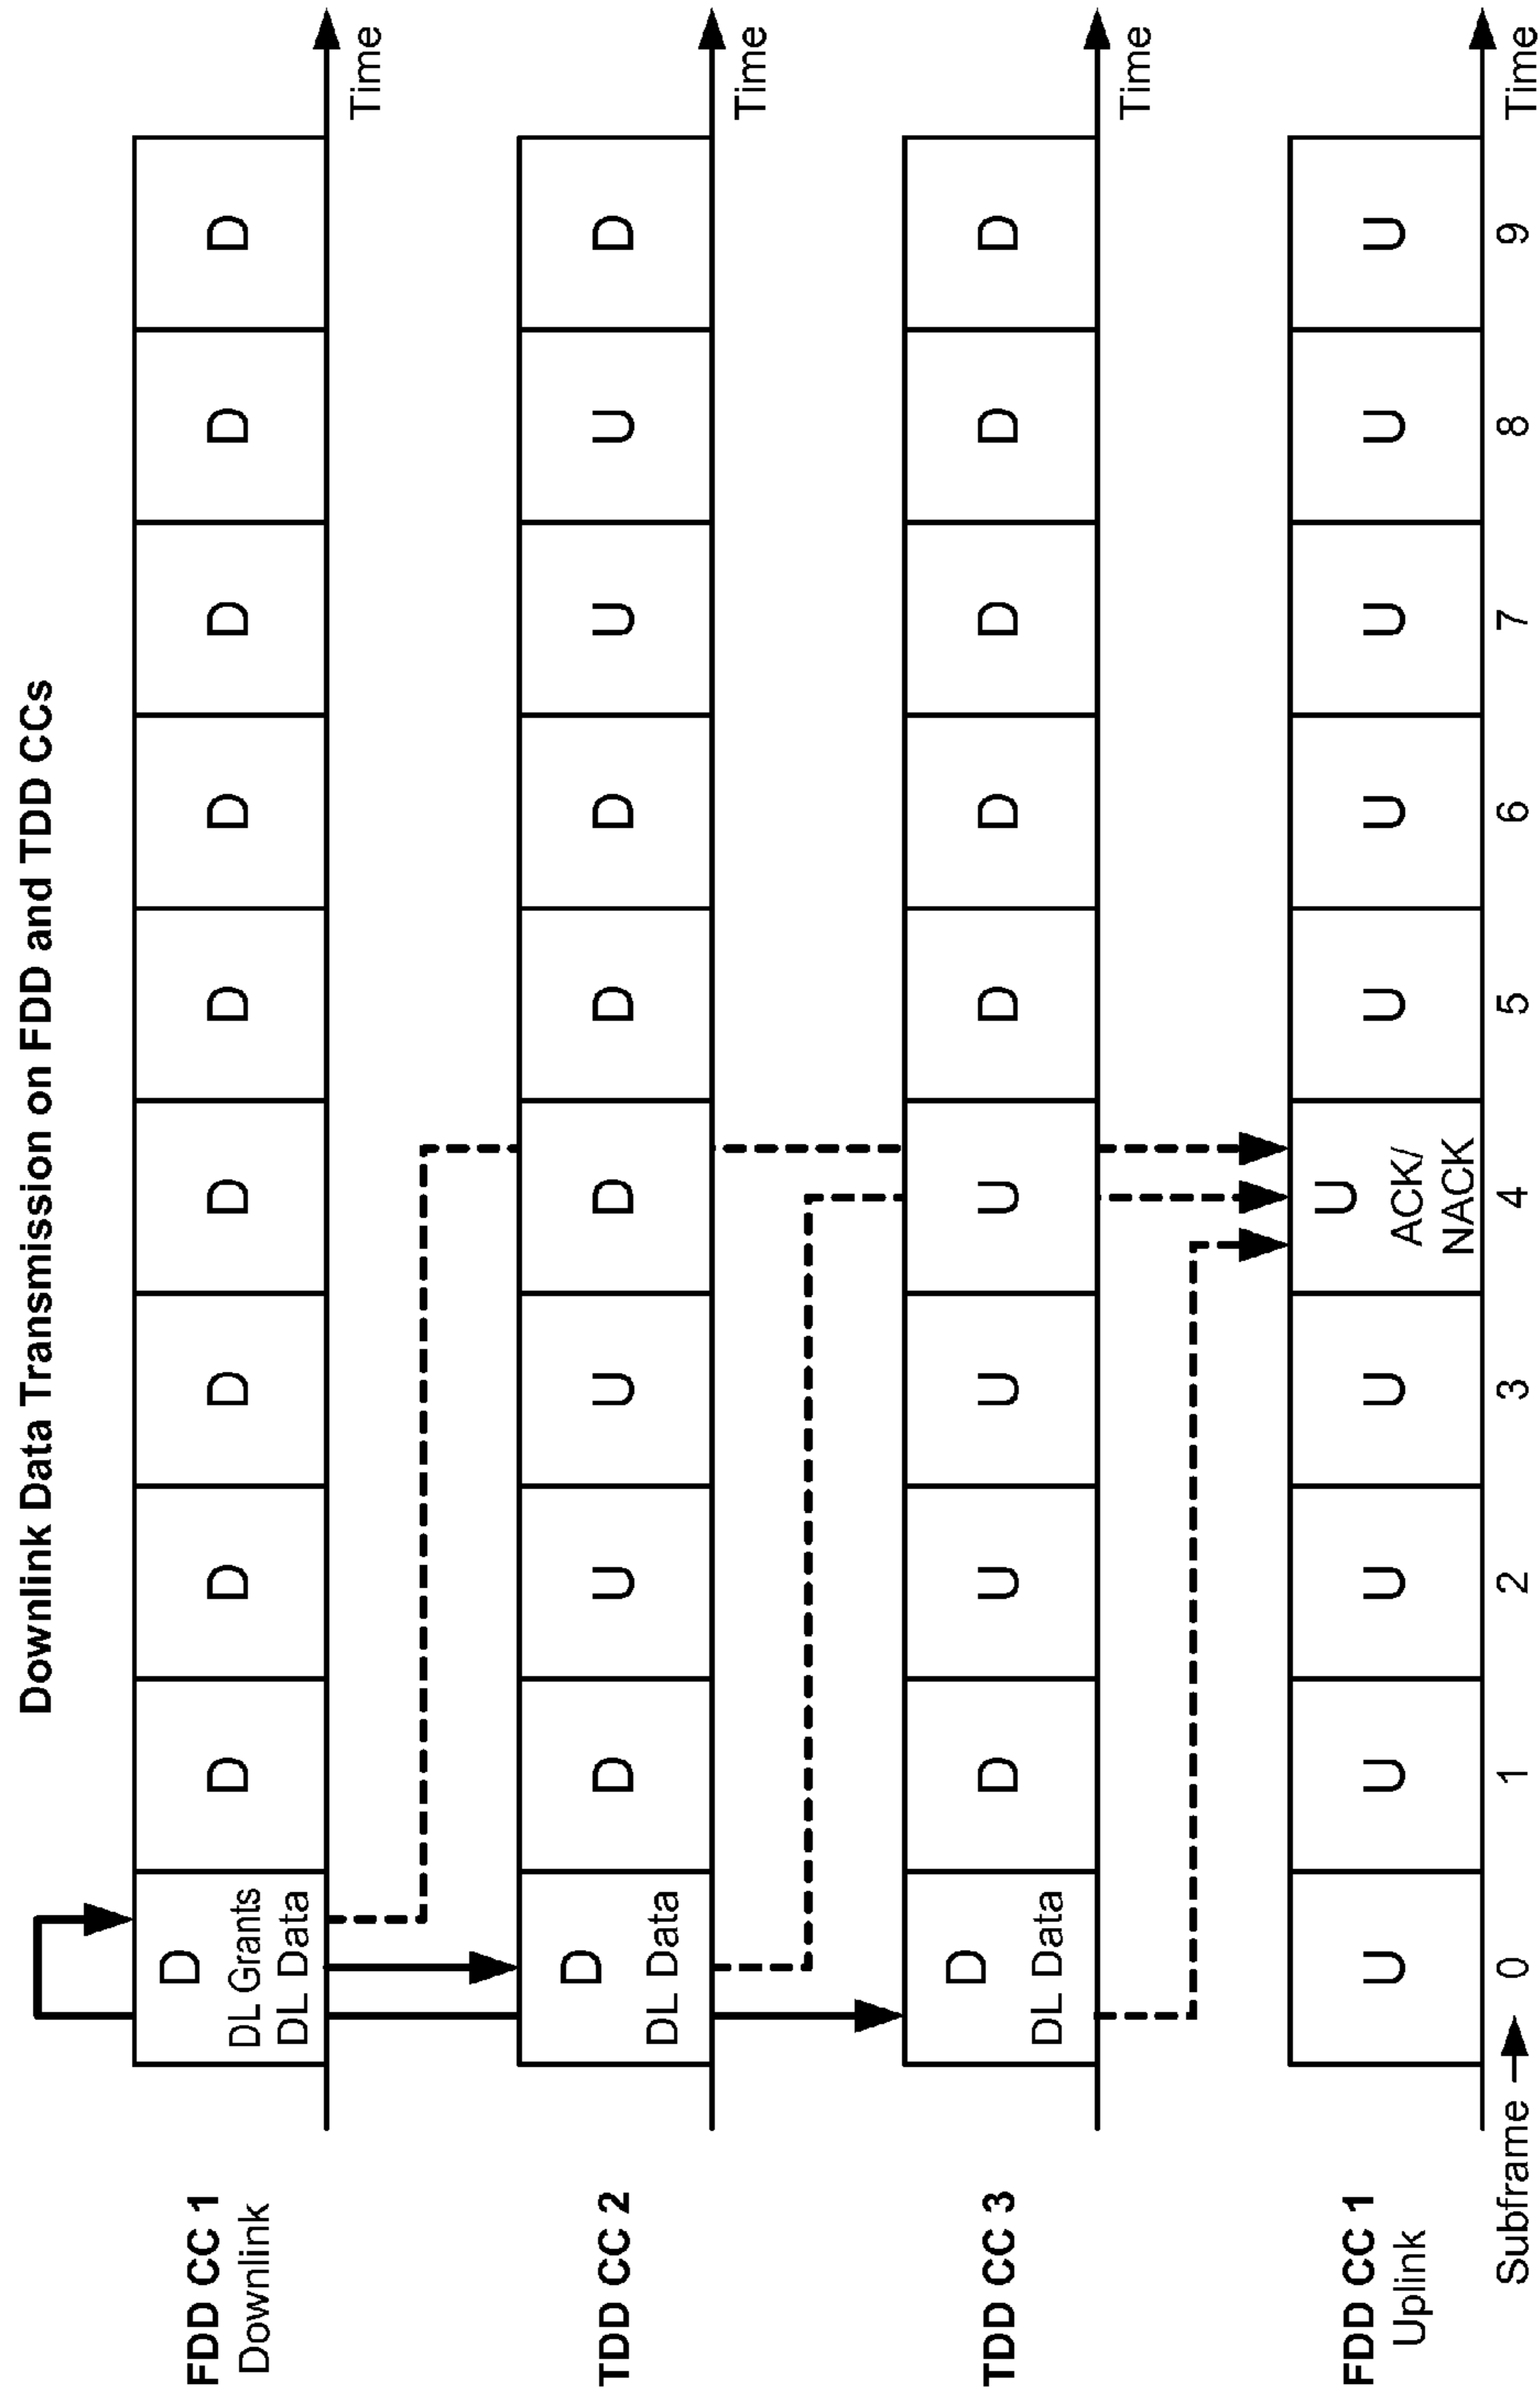 Downlink Data Transmission on FDD and TDD CCs
FDD CC 1
Downlink
D
DL Grants
DL Data
D
D
D
D
D
D
D
D
D
Time
TDD CC 2
D
DL Data
D
U
U
D
D
D
U
U
D
Time
TDD CC 3
D
DL Data
D
U
U
U
D
D
D
D
D
Time
FDD CC 1
Uplink
U
U
U
U
U
ACK/
NACK
U
U
U
U
U
Time
Subframe
0
1
2
3
4
5
6
7
8
9